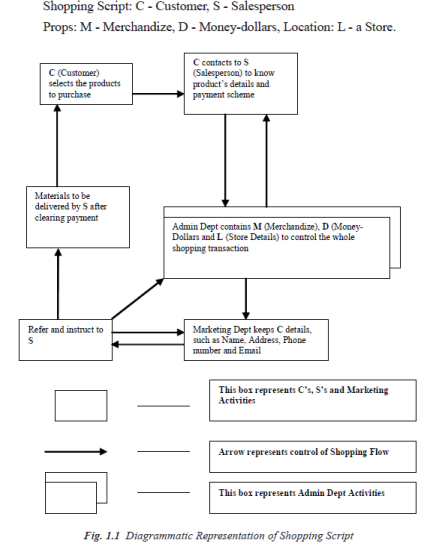 Shopping Script: C - Customer, S - Salesperson
Props: M - Merchandize, D - Money-dollars, Location: L - a Store.
C (Customer)
selects the products
to purchase
C contacts to S
(Salesperson) to know
product's details and
payment scheme
Materials to be
delivered by S after
clearing payment
Admin Dept contains M (Merchandize), D (Money-
Dollars and L (Store Details) to control the whole
shopping transaction
Refer and instruct to
S
Marketing Dept keeps C details,
such as Name, Address, Phone
number and Email
This box represents C's, S's and Marketing
Activities
Arrow represents control of Shopping Flow
This box represents Admin Dept Activities
Fig. 1.1 Diagrammatic Representation of Shopping Script